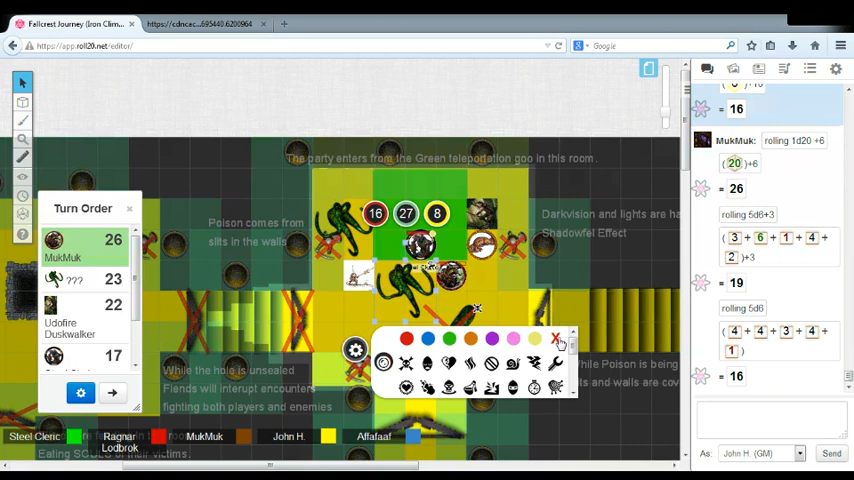 Fallcrest Journey (Iron Clim...
https://cdncac...695440.6200964
https://app.roll20.net/editor/
Google
The party enters from the Green teleportation goo in this room.
Poison comes from
slits in the walls
Darkvision and lights are ha
Shadowfel Effect
16
27
8
Turn Order
MukMuk
26
???
23
Udofire
Duskwalker
22
17
While the hole is unsealed
Fiends will interrupt encounters
fighting both players and enemies
While Poison is being
ls and walls are cov
Eating SOULS of their victims.
Steel Cleric
Ragnar
Lodbrok
MukMuk
John H.
Affafaaf
= 16
MukMuk:
rolling 1d20 +6
(20)+6
= 26
rolling 5d6+3
(3+6+1+4+
2)+3
= 19
rolling 5d6
(4+4+3+4+
1)
= 16
As:
John H. (GM)
Send